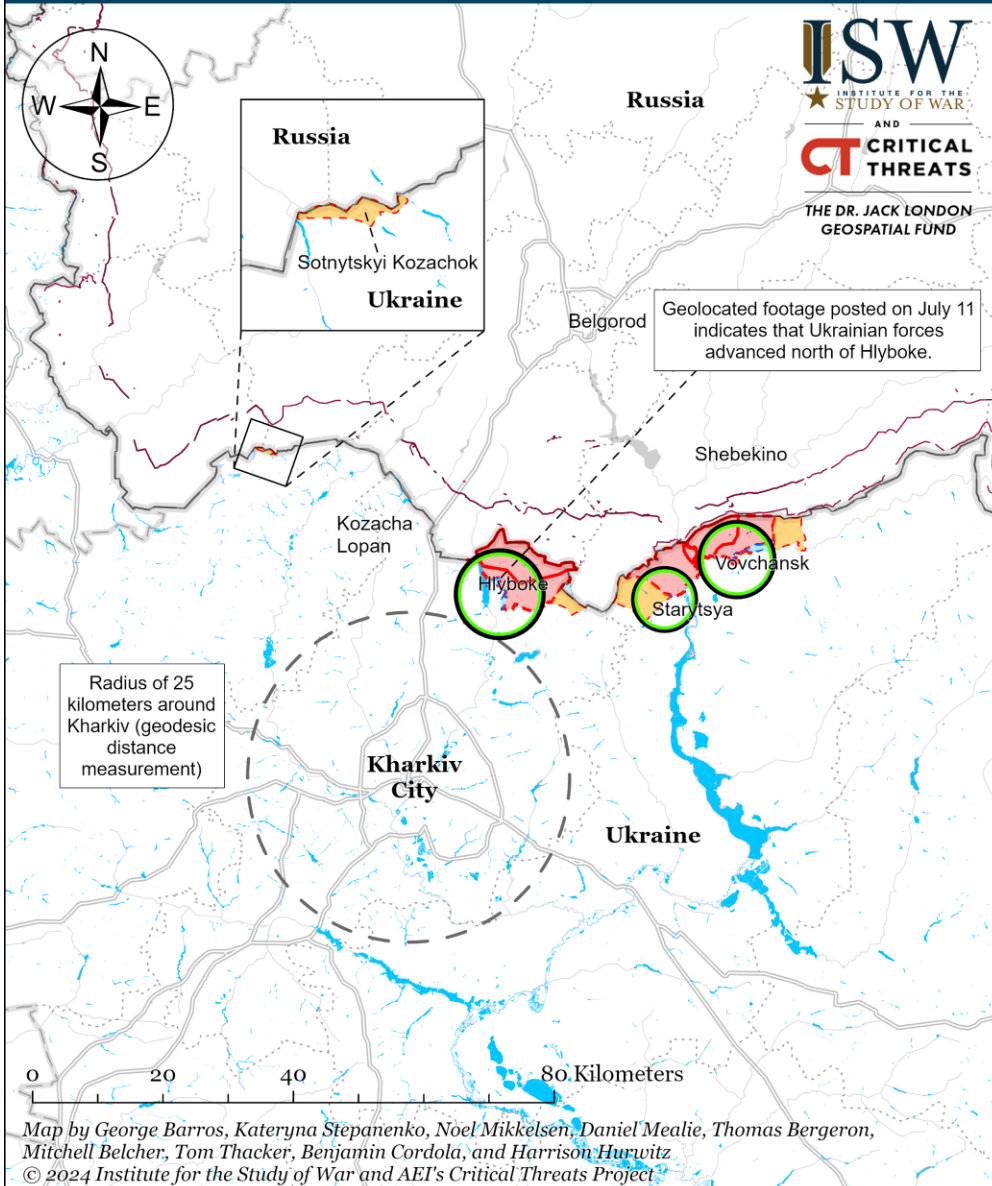 N
W
E
S
ISW
INSTITUTE FOR THE
STUDY OF WAR
AND
CT CRITICAL
THREATS
THE DR. JACK LONDON
GEOSPATIAL FUND
Russia
Russia
Sotnytskyi Kozachok
Ukraine
Belgorod
Geolocated footage posted on July 11
indicates that Ukrainian forces
advanced north of Hlyboke.
Shebekino
Kozacha
Lopan
Hlyboke
Vovchansk
Starytsya
Radius of 25
kilometers around
Kharkiv (geodesic
distance
measurement)
Kharkiv
City
Ukraine
0 20 40 80 Kilometers
Map by George Barros, Kateryna Stepanenko, Noel Mikkelsen, Daniel Mealie, Thomas Bergeron,
Mitchell Belcher, Tom Thacker, Benjamin Cordola, and Harrison Hurwitz
© 2024 Institute for the Study of War and AEI's Critical Threats Project